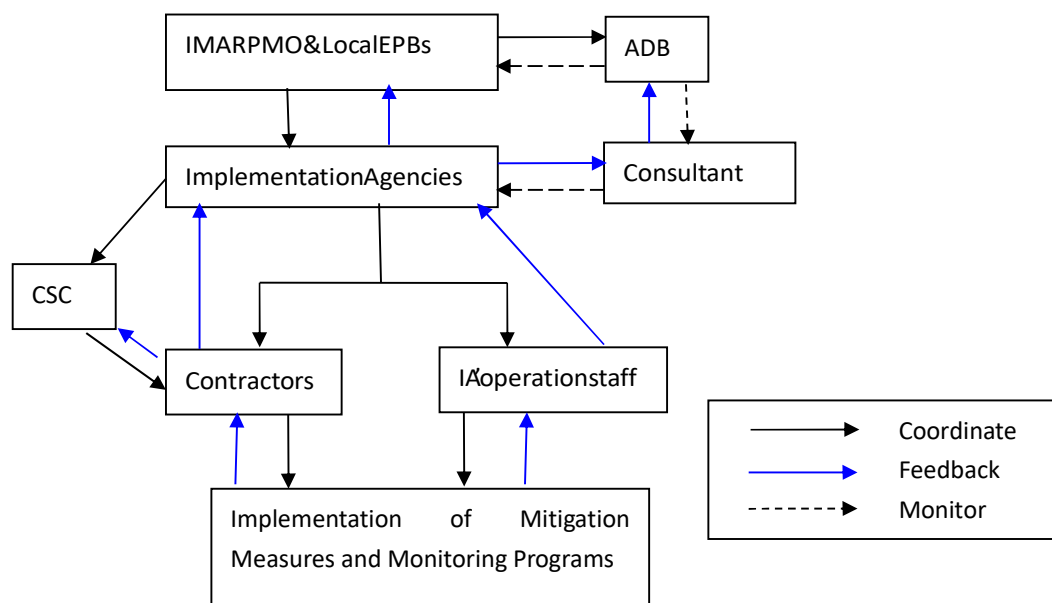 IMARPMO&LocalEPBs
ADB
ImplementationAgencies
Consultant
CSC
Contractors
IA’operationstaff
Coordinate
Feedback
Monitor
Implementation of Mitigation
Measures and Monitoring Programs